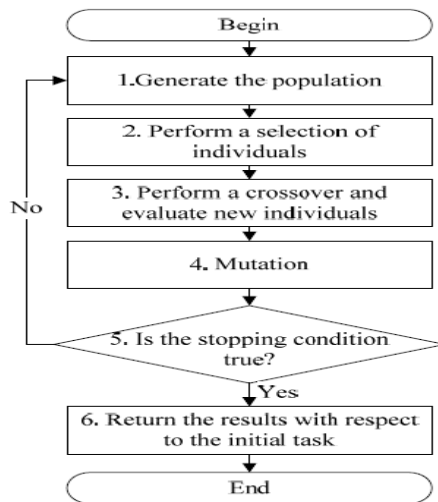 Begin
1.Generate the population
2. Perform a selection of
individuals
3. Perform a crossover and
evaluate new individuals
No
4. Mutation
5. Is the stopping condition
true?
Yes
6. Return the results with respect
to the initial task
End